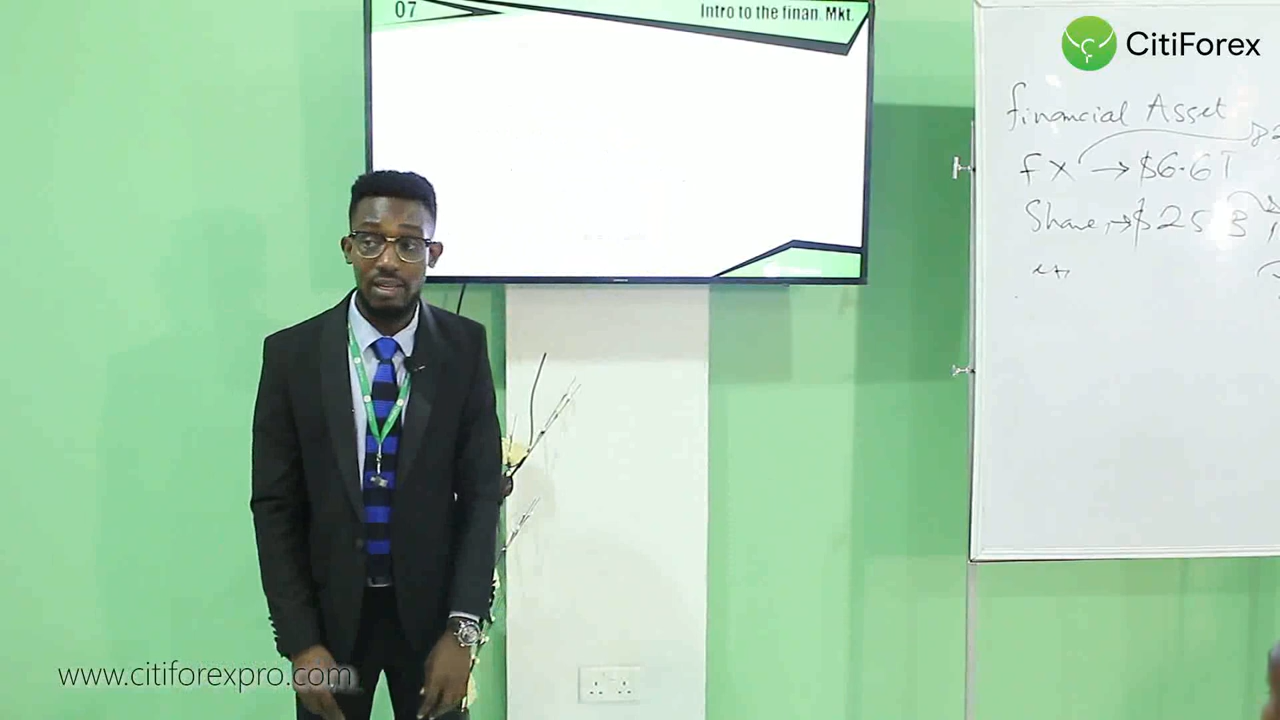 07
Intro to the finan. Mkt.
CitiForex
financial Asset
FX → $6.6T
Share, → $25 B
www.citiforexpro.com